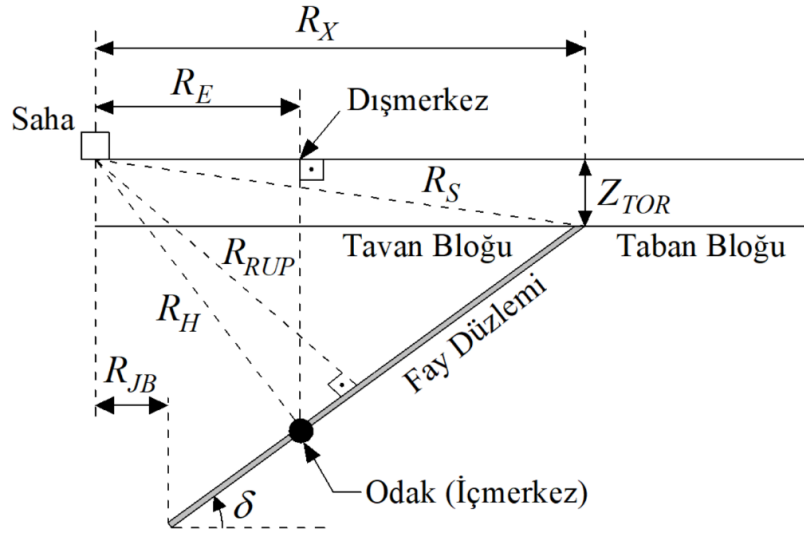 R_X
R_E
Dışmerkez
Saha
R_S
Z_TOR
Tavan Bloğu
Taban Bloğu
R_RUP
R_H
Fay Düzlemi
R_JB
Odak (İçmerkez)
δ